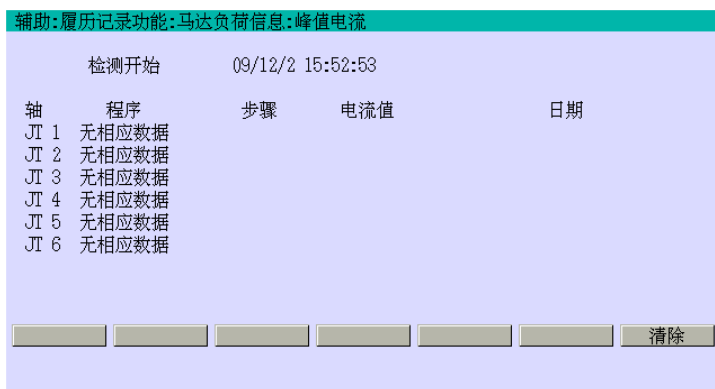 辅助:履历记录功能:马达负荷信息:峰值电流
检测开始 09/12/2 15:52:53
轴 程序 步骤 电流值 日期
JT 1 无相应数据
JT 2 无相应数据
JT 3 无相应数据
JT 4 无相应数据
JT 5 无相应数据
JT 6 无相应数据
清除